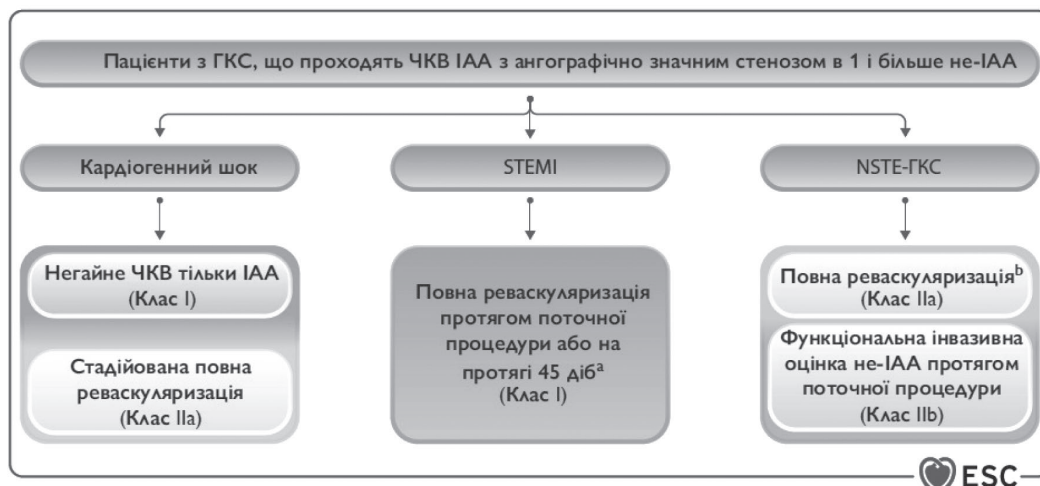 Пацієнти з ГКС, що проходять ЧКВ ІАА з ангографічно значним стенозом в 1 і більше не-ІАА
Кардіогенний шок
STEMI
NSTE-ГКС
Негайне ЧКВ тільки ІАА
(Клас I)
Стадійована повна
реваскуляризація
(Клас IIa)
Повна реваскуляризація
протягом поточної
процедури або на
протязі 45 діб^a
(Клас I)
Повна реваскуляризація^b
(Клас IIa)
Функціональна інвазивна
оцінка не-ІАА протягом
поточної процедури
(Клас IIb)
ESC